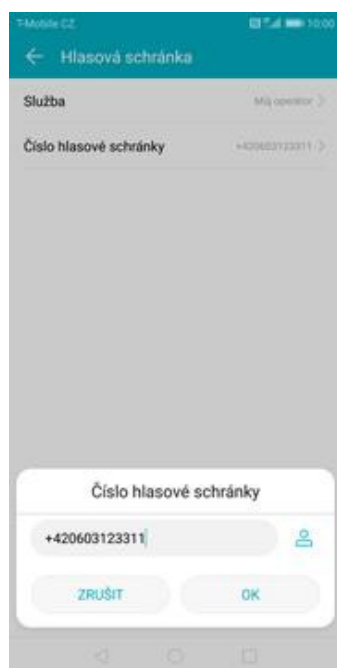 T-Mobile CZ 10:00
Hlasová schránka
Služba Můj operátor
Číslo hlasové schránky +420603123311
Číslo hlasové schránky
+420603123311
ZRUŠIT OK